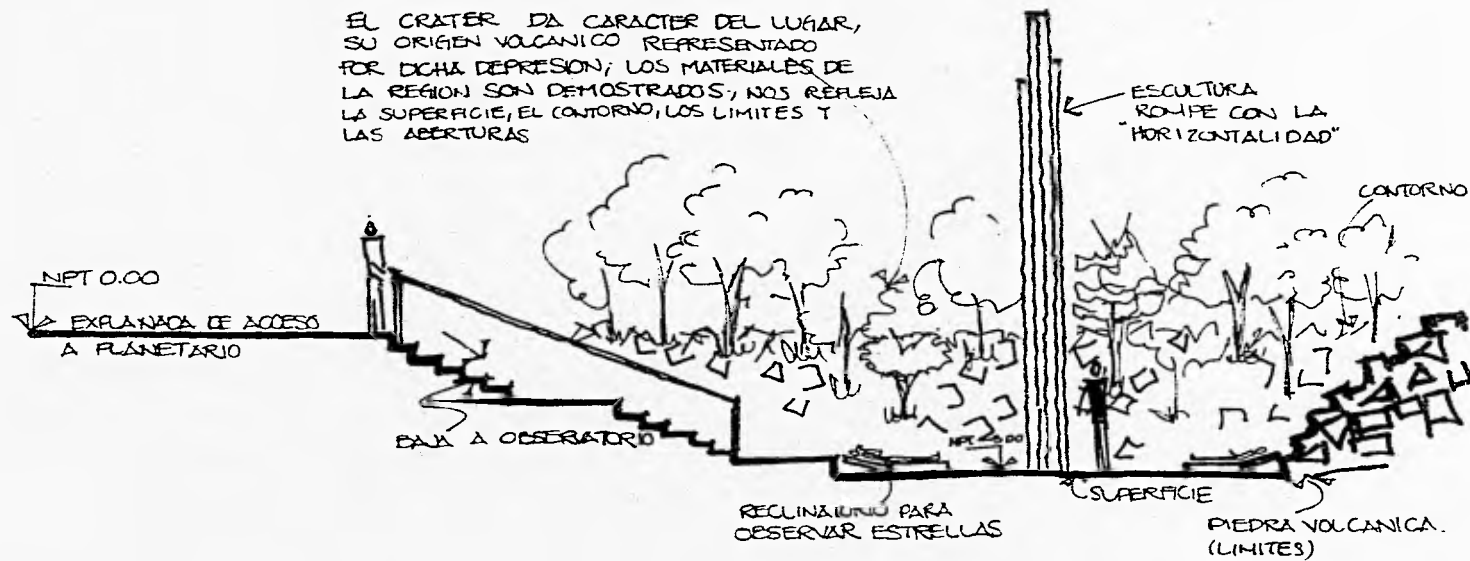 EL CRATER DA CARACTER DEL LUGAR,
SU ORIGEN VOLCANICO REPRESENTADO
POR DICHA DEPRESION; LOS MATERIALES DE
LA REGION SON DEMOSTRADOS; NOS REFLEJA
LA SUPERFICIE, EL CONTORNO, LOS LIMITES Y
LAS ABERTURAS
ESCULTURA
ROMPE CON LA
"HORIZONTALIDAD"
CONTORNO
NPT 0.00
EXPLANADA DE ACCESO
A PLANETARIO
BAJA A OBSERVATORIO
NPT
RECLINATORIO PARA
OBSERVAR ESTRELLAS
SUPERFICIE
PIEDRA VOLCANICA.
(LIMITES)